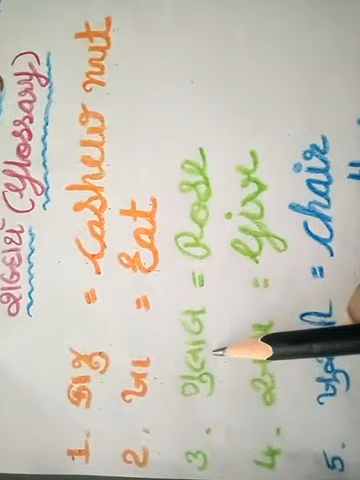 શબ્દાર્થ (Glossary)
1. કાજુ = Cashew nut
2. ખા = Eat
3. ગુલાબ = Rose
4. = Give
5. = Chair